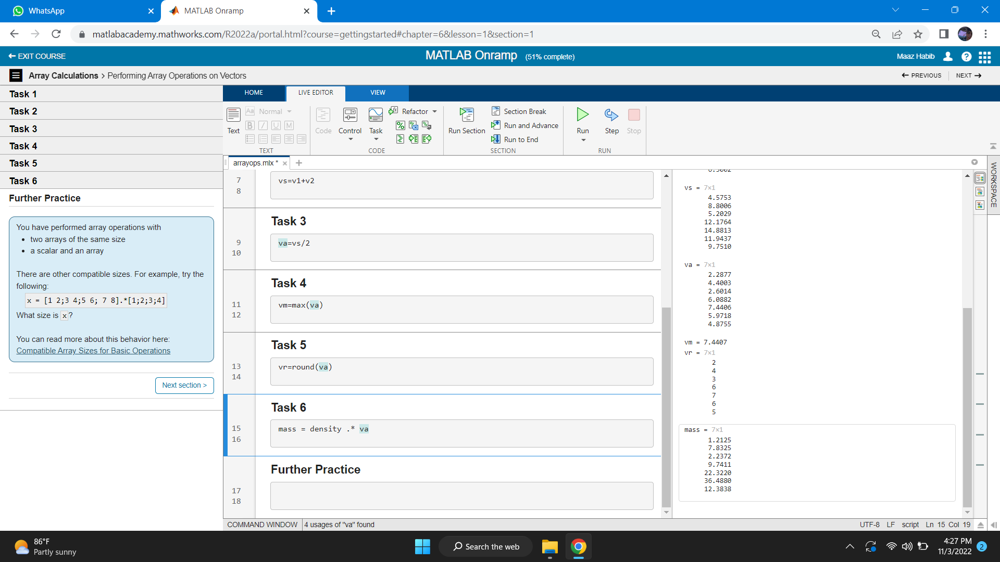 WhatsApp
MATLAB Onramp
matlabacademy.mathworks.com/R2022a/portal.html?course=gettingstarted#chapter=6&lesson=1&section=1
EXIT COURSE
MATLAB Onramp (51% complete)
Maaz Habib
Array Calculations > Performing Array Operations on Vectors
PREVIOUS
NEXT
Task 1
Task 2
Task 3
Task 4
Task 5
Task 6
Further Practice
You have performed array operations with
• two arrays of the same size
• a scalar and an array
There are other compatible sizes. For example, try the
following:
x = [1 2;3 4;5 6; 7 8].*[1;2;3;4]
What size is x?
You can read more about this behavior here:
Compatible Array Sizes for Basic Operations
Next section >
HOME
LIVE EDITOR
VIEW
Text
Aa Normal
B I U M
TEXT
Code
Control
Task
Refactor
CODE
Run Section
Section Break
Run and Advance
Run to End
SECTION
Run
Step
Stop
RUN
arrayops.mlx *
7 vs=v1+v2
8
Task 3
9 va=vs/2
10
Task 4
11 vm=max(va)
12
Task 5
13 vr=round(va)
14
Task 6
15 mass = density .* va
16
Further Practice
17
18
vs = 7×1
4.5753
8.8006
5.2029
12.1764
14.8813
11.9437
9.7510
va = 7×1
2.2877
4.4003
2.6014
6.0882
7.4406
5.9718
4.8755
vm = 7.4407
vr = 7×1
2
4
3
6
7
6
5
mass = 7×1
1.2125
7.8325
2.2372
9.7411
22.3220
36.4880
12.3838
WORKSPACE
COMMAND WINDOW
4 usages of "va" found
UTF-8 LF script Ln 15 Col 19
86°F
Partly sunny
Search the web
4:27 PM
11/3/2022
2